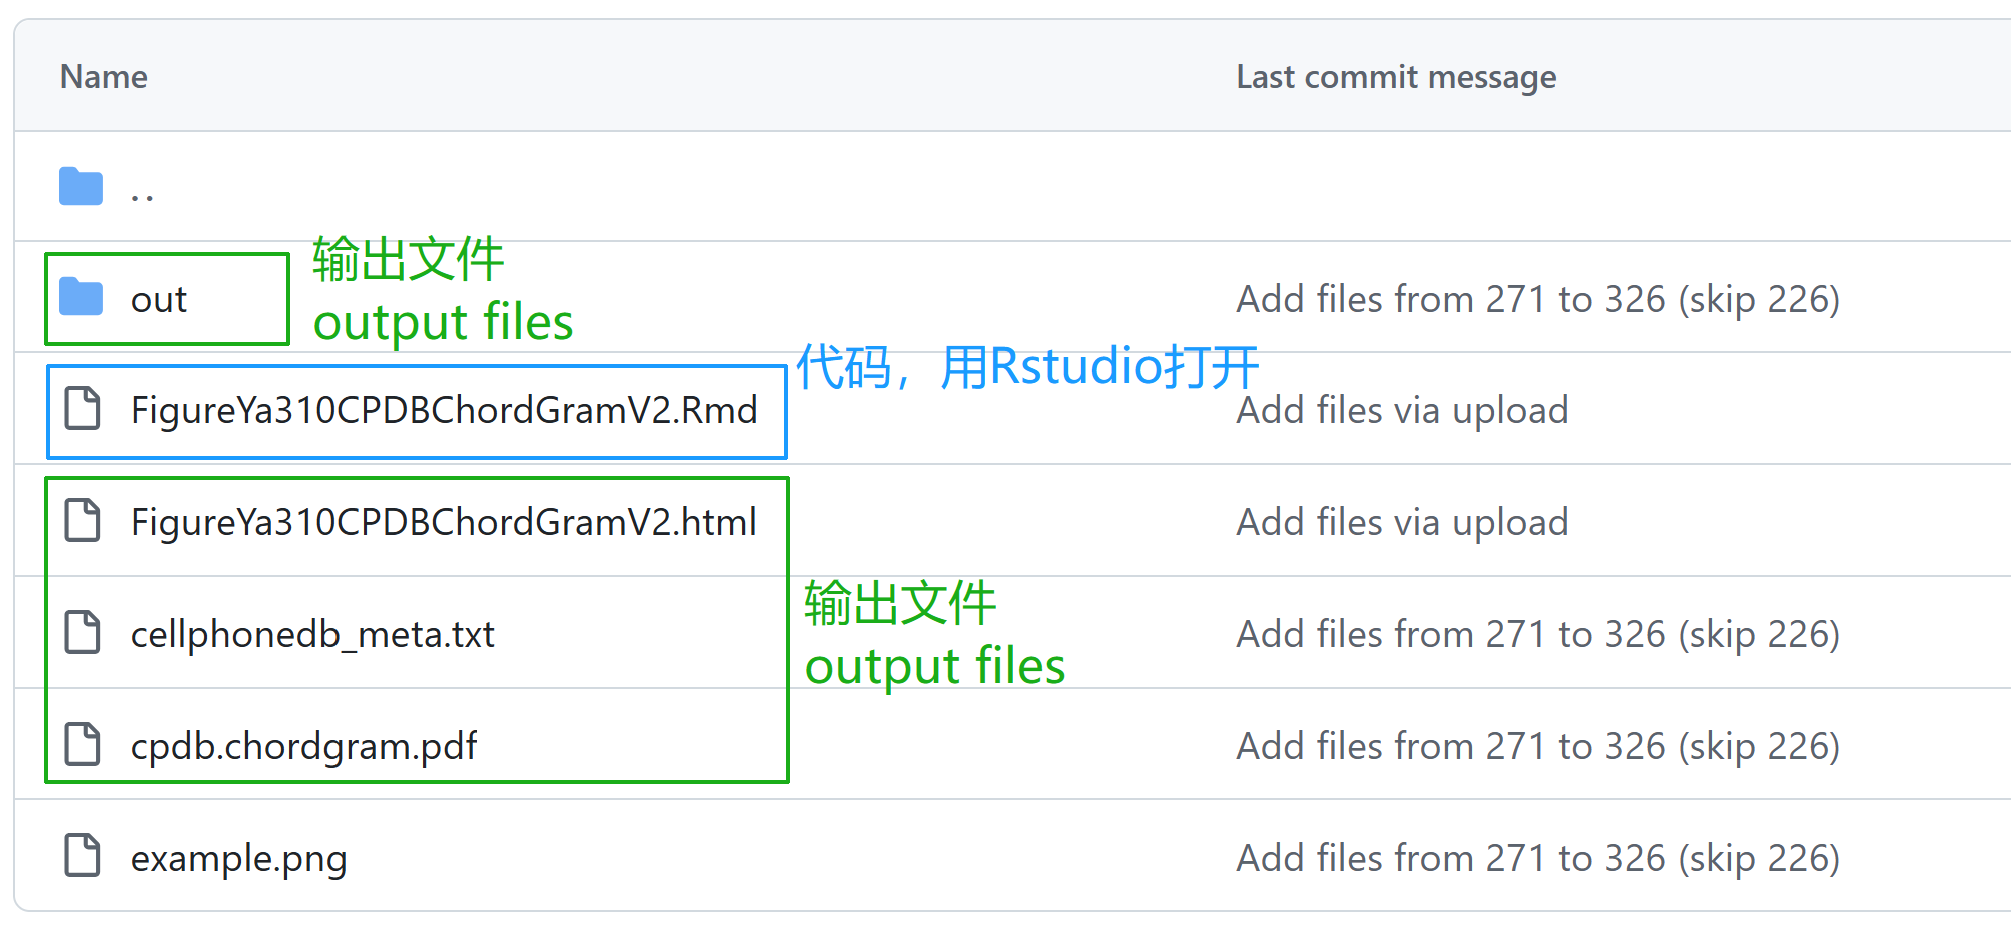 Name Last commit message
..
输出文件
output files
out Add files from 271 to 326 (skip 226)
代码，用Rstudio打开
FigureYa310CPDBChordGramV2.Rmd Add files via upload
FigureYa310CPDBChordGramV2.html Add files via upload
输出文件
output files
cellphonedb_meta.txt Add files from 271 to 326 (skip 226)
cpdb.chordgram.pdf Add files from 271 to 326 (skip 226)
example.png Add files from 271 to 326 (skip 226)